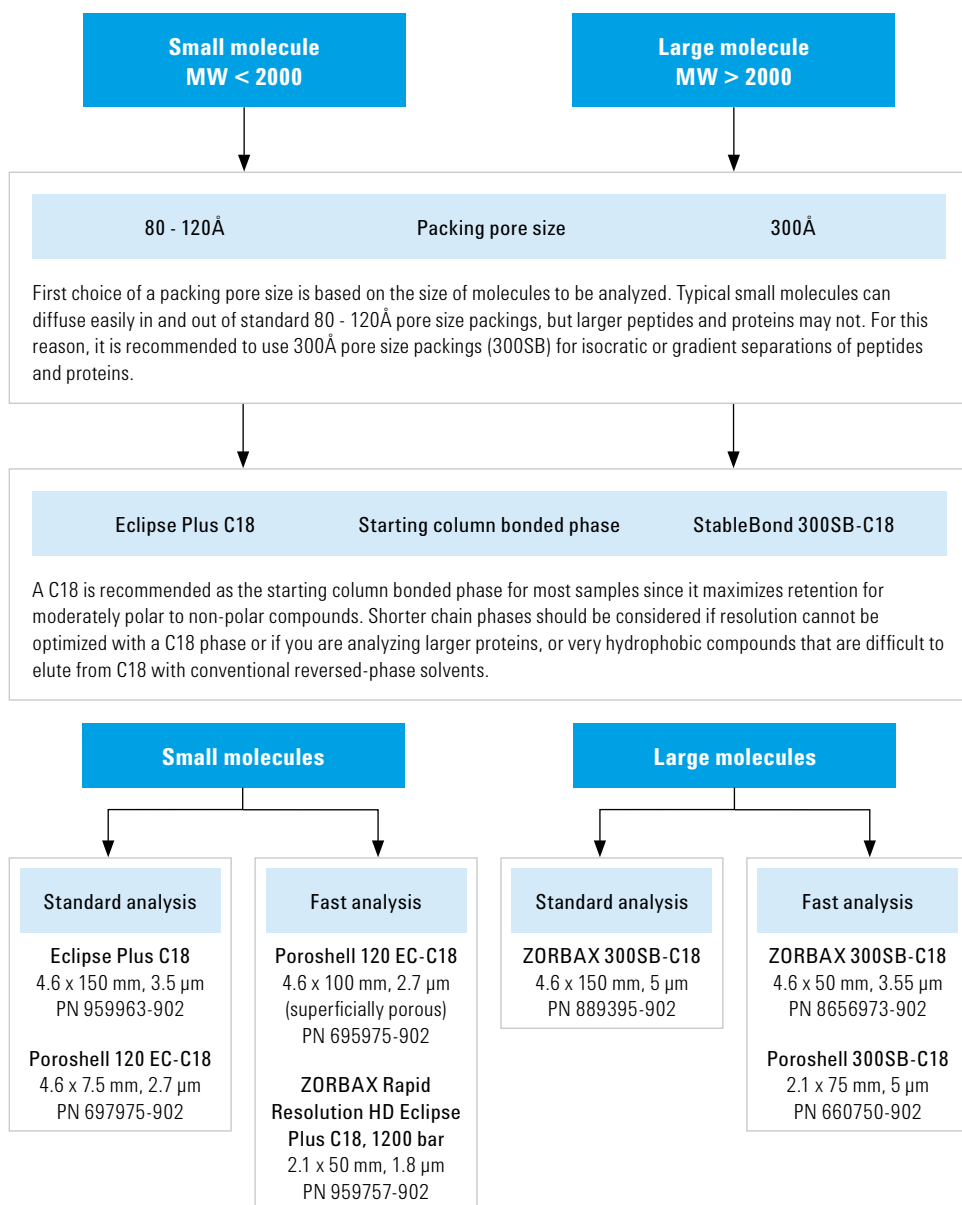 Small molecule
MW < 2000
Large molecule
MW > 2000
80 - 120Å
Packing pore size
300Å
First choice of a packing pore size is based on the size of molecules to be analyzed. Typical small molecules can
diffuse easily in and out of standard 80 - 120Å pore size packings, but larger peptides and proteins may not. For this
reason, it is recommended to use 300Å pore size packings (300SB) for isocratic or gradient separations of peptides
and proteins.
Eclipse Plus C18
Starting column bonded phase
StableBond 300SB-C18
A C18 is recommended as the starting column bonded phase for most samples since it maximizes retention for
moderately polar to non-polar compounds. Shorter chain phases should be considered if resolution cannot be
optimized with a C18 phase or if you are analyzing larger proteins, or very hydrophobic compounds that are difficult to
elute from C18 with conventional reversed-phase solvents.
Small molecules
Large molecules
Standard analysis
Eclipse Plus C18
4.6 x 150 mm, 3.5 µm
PN 959963-902
Poroshell 120 EC-C18
4.6 x 7.5 mm, 2.7 µm
PN 697975-902
Fast analysis
Poroshell 120 EC-C18
4.6 x 100 mm, 2.7 µm
(superficially porous)
PN 695975-902
ZORBAX Rapid
Resolution HD Eclipse
Plus C18, 1200 bar
2.1 x 50 mm, 1.8 µm
PN 959757-902
Standard analysis
ZORBAX 300SB-C18
4.6 x 150 mm, 5 µm
PN 889395-902
Fast analysis
ZORBAX 300SB-C18
4.6 x 50 mm, 3.55 µm
PN 8656973-902
Poroshell 300SB-C18
2.1 x 75 mm, 5 µm
PN 660750-902